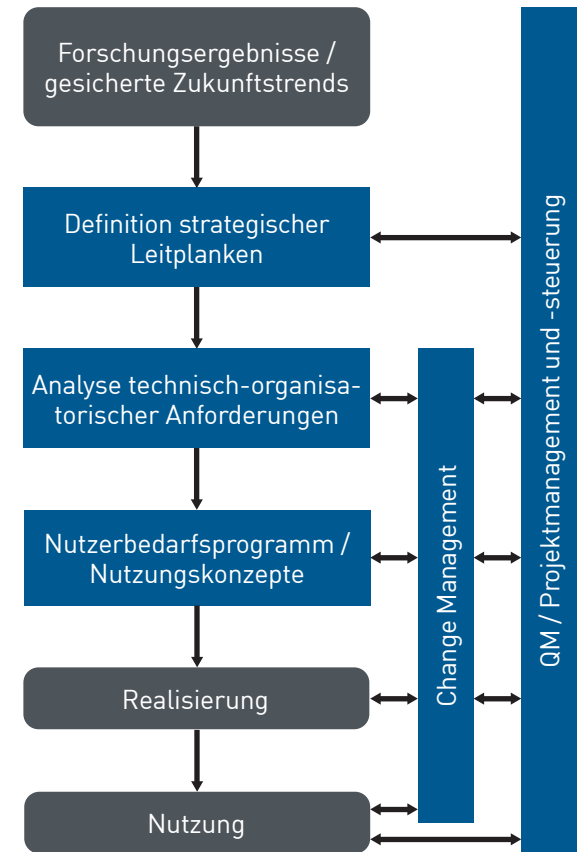 Forschungsergebnisse /
gesicherte Zukunftstrends
Definition strategischer
Leitplanken
Analyse technisch-organisa-
torischer Anforderungen
Nutzerbedarfsprogramm /
Nutzungskonzepte
Realisierung
Nutzung
Change Management
QM / Projektmanagement und -steuerung